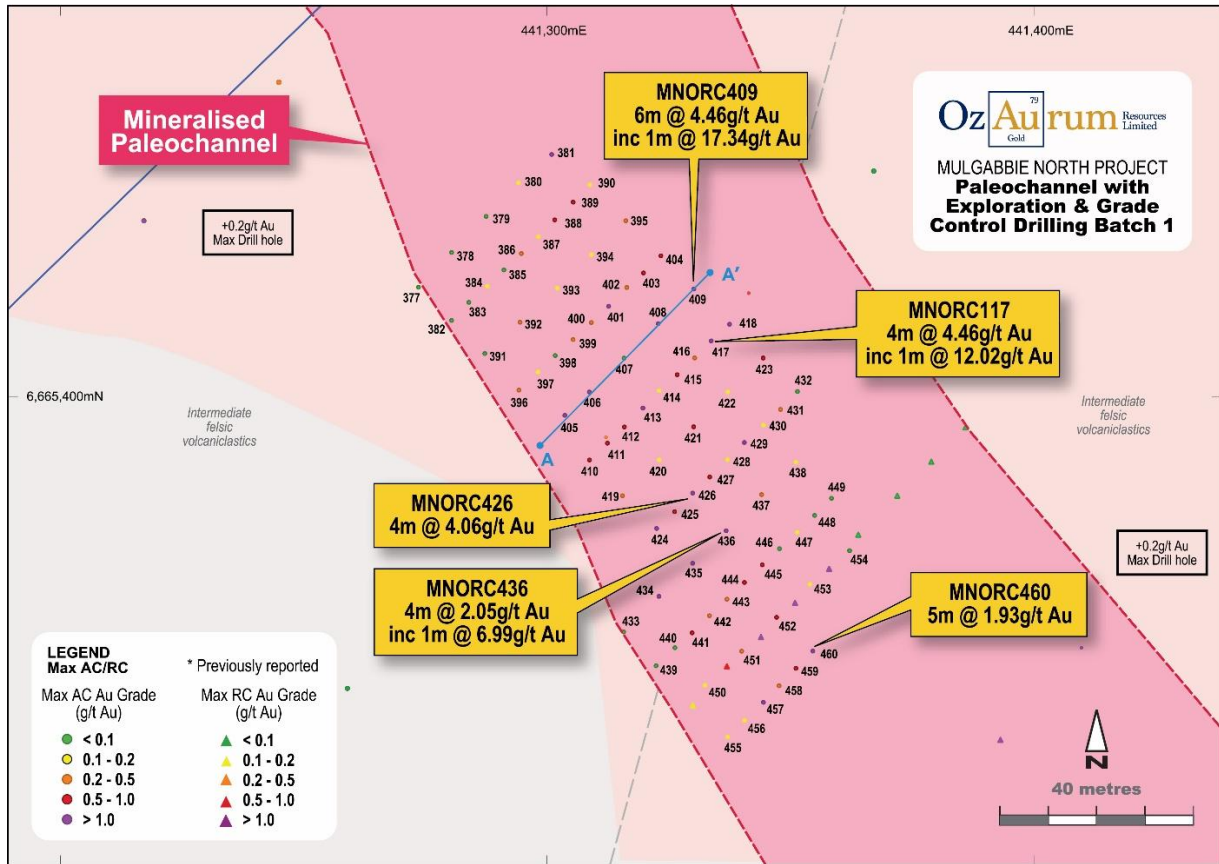 441,300mE
441,400mE
Mineralised
Paleochannel
MNORC409
6m @ 4.46g/t Au
inc 1m @ 17.34g/t Au
79
Oz Aurum Resources
Limited
Gold
MULGABBIE NORTH PROJECT
Paleochannel with
Exploration & Grade
Control Drilling Batch 1
+0.2g/t Au
Max Drill hole
381
380
390
389
379
388
395
387
386
378
394
404
385
384
403
A'
377
393
402
409
383
401
408
418
382
392
400
MNORC117
4m @ 4.46g/t Au
inc 1m @ 12.02g/t Au
399
417
391
398
407
416
423
397
415
432
6,665,400mN
396
406
414
422
431
Intermediate
felsic
volcaniclastics
Intermediate
felsic
volcaniclastics
405
413
430
412
421
429
A
411
410
420
428
438
427
MNORC426
4m @ 4.06g/t Au
419
426
437
449
425
448
424
436
446
447
454
+0.2g/t Au
Max Drill hole
MNORC436
4m @ 2.05g/t Au
inc 1m @ 6.99g/t Au
435
445
444
453
MNORC460
5m @ 1.93g/t Au
434
443
433
442
452
440
441
451
460
439
459
450
458
457
456
455
LEGEND
Max AC/RC
* Previously reported
Max AC Au Grade
(g/t Au)
Max RC Au Grade
(g/t Au)
< 0.1
< 0.1
0.1 - 0.2
0.1 - 0.2
0.2 - 0.5
0.2 - 0.5
0.5 - 1.0
0.5 - 1.0
> 1.0
> 1.0
N
40 metres